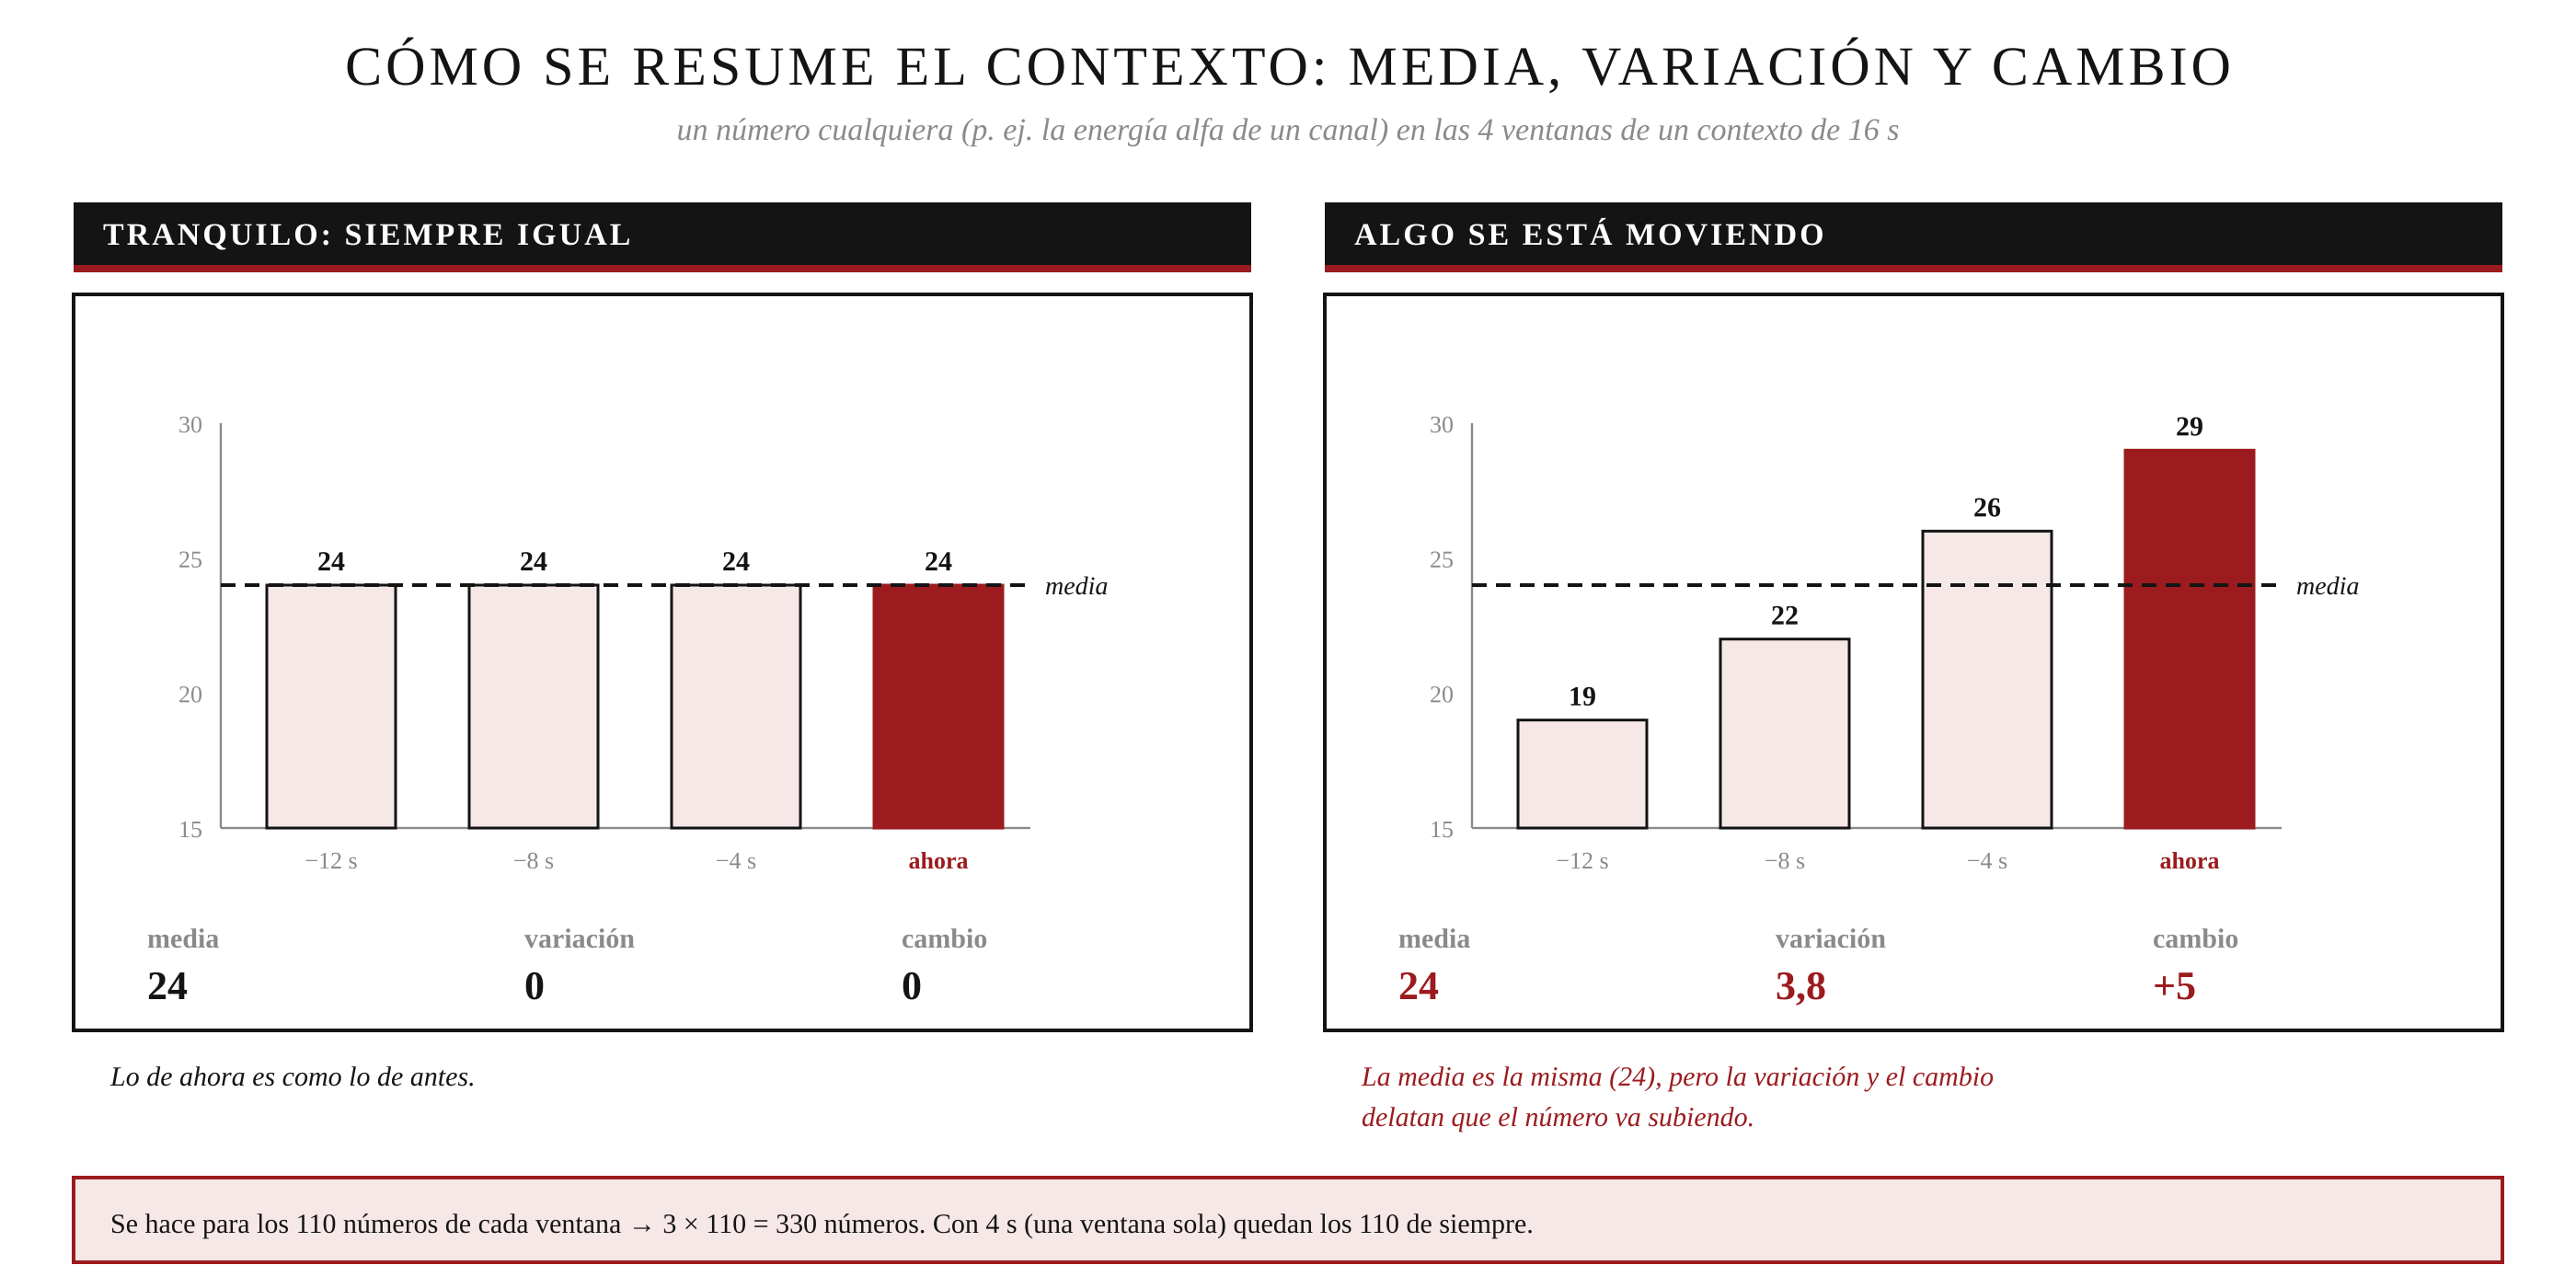 CÓMO SE RESUME EL CONTEXTO: MEDIA, VARIACIÓN Y CAMBIO
un número cualquiera (p. ej. la energía alfa de un canal) en las 4 ventanas de un contexto de 16 s
TRANQUILO: SIEMPRE IGUAL
30
25
20
15
24
24
24
24
media
−12 s
−8 s
−4 s
ahora
media
variación
cambio
24
0
0
Lo de ahora es como lo de antes.
ALGO SE ESTÁ MOVIENDO
30
25
20
15
19
22
26
29
media
−12 s
−8 s
−4 s
ahora
media
variación
cambio
24
3,8
+5
La media es la misma (24), pero la variación y el cambio
delatan que el número va subiendo.
Se hace para los 110 números de cada ventana → 3 × 110 = 330 números. Con 4 s (una ventana sola) quedan los 110 de siempre.